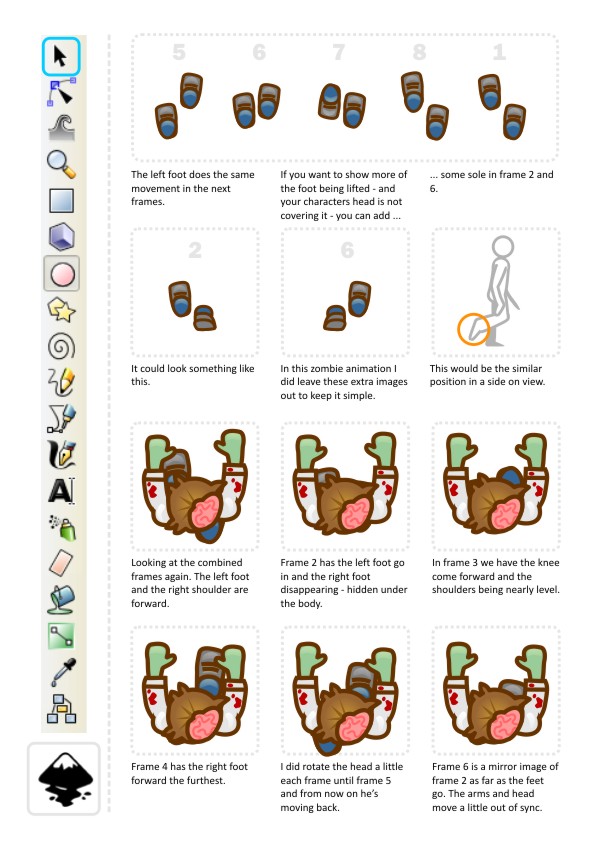 5 6 7 8 1
The left foot does the same
movement in the next
frames.
If you want to show more of
the foot being lifted - and
your characters head is not
covering it - you can add ...
... some sole in frame 2 and
6.
2
6
It could look something like
this.
In this zombie animation I
did leave these extra images
out to keep it simple.
This would be the similar
position in a side on view.
Looking at the combined
frames again. The left foot
and the right shoulder are
forward.
Frame 2 has the left foot go
in and the right foot
disappearing - hidden under
the body.
In frame 3 we have the knee
come forward and the
shoulders being nearly level.
Frame 4 has the right foot
forward the furthest.
I did rotate the head a little
each frame until frame 5
and from now on he's
moving back.
Frame 6 is a mirror image of
frame 2 as far as the feet
go. The arms and head
move a little out of sync.
A